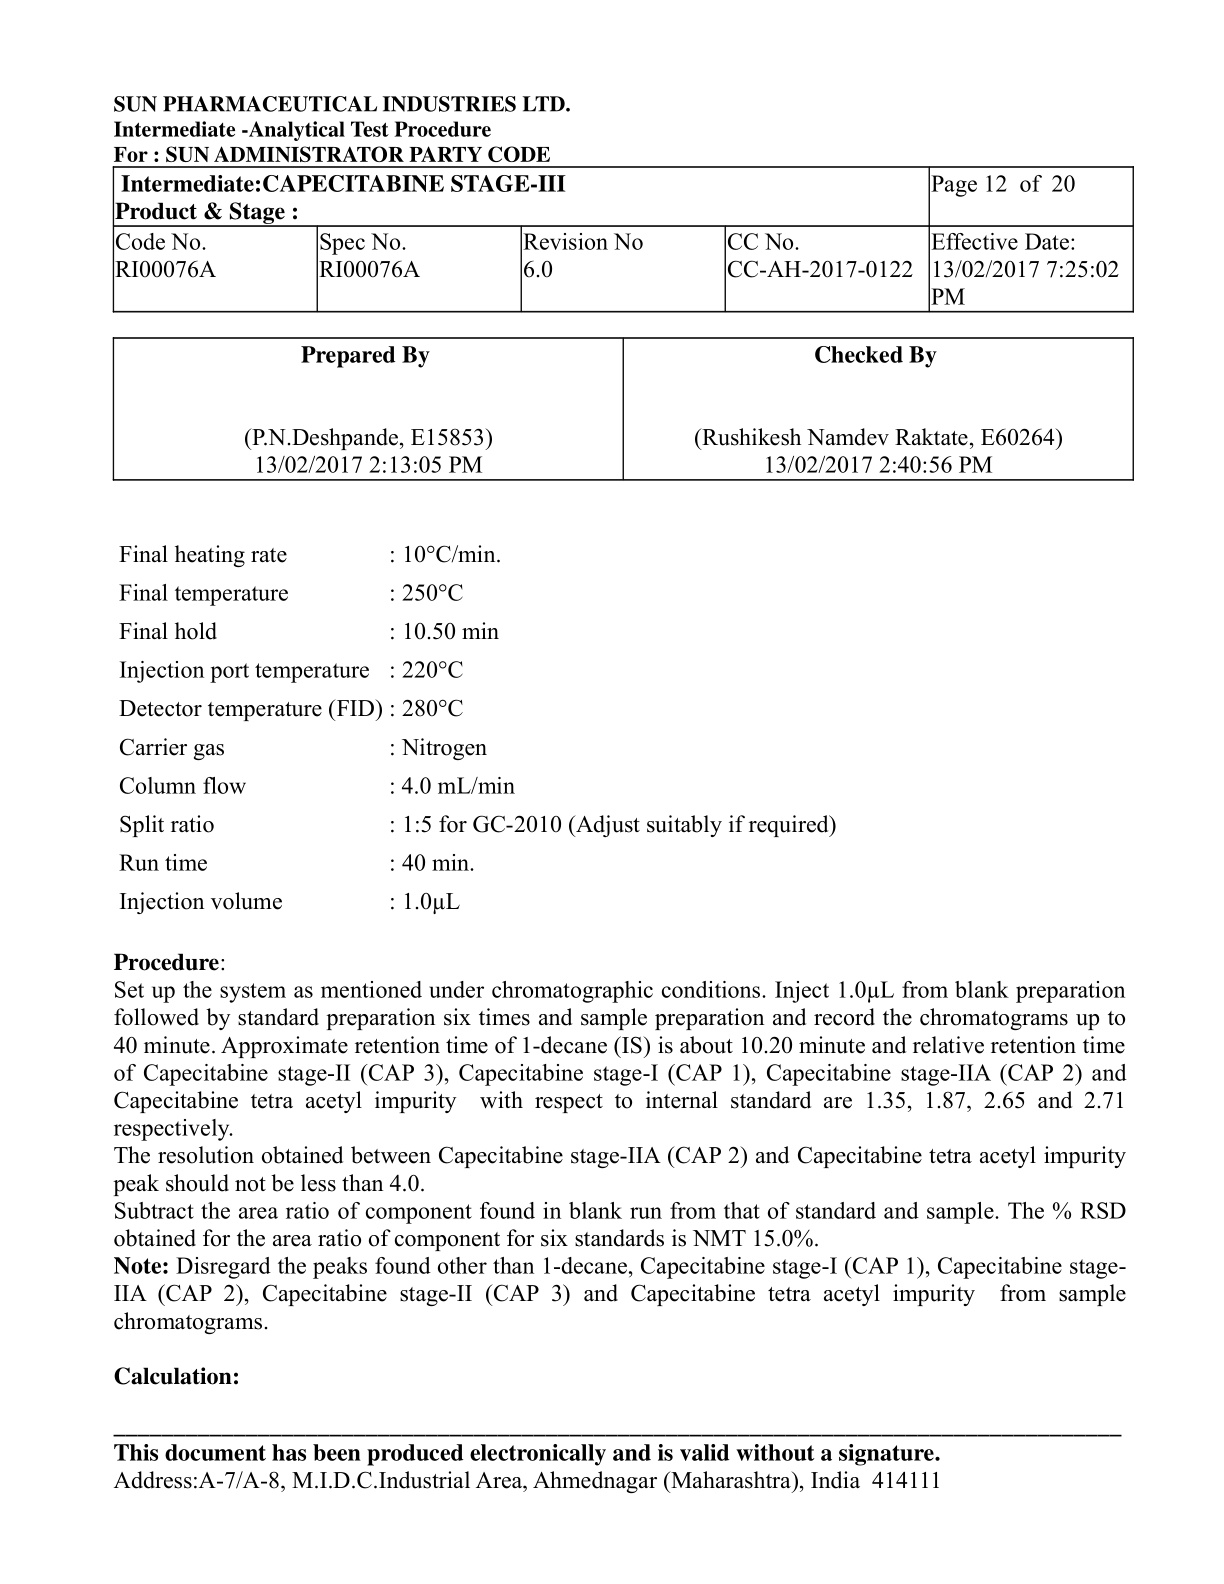 SUN PHARMACEUTICAL INDUSTRIES LTD.
Intermediate -Analytical Test Procedure
For : SUN ADMINISTRATOR PARTY CODE
Intermediate:CAPECITABINE STAGE-III
Product & Stage :
Page 12 of 20
Code No.
RI00076A
Spec No.
RI00076A
Revision No
6.0
CC No.
CC-AH-2017-0122
Effective Date:
13/02/2017 7:25:02
PM
Prepared By
(P.N.Deshpande, E15853)
13/02/2017 2:13:05 PM
Checked By
(Rushikesh Namdev Raktate, E60264)
13/02/2017 2:40:56 PM
Final heating rate : 10°C/min.
Final temperature : 250°C
Final hold : 10.50 min
Injection port temperature : 220°C
Detector temperature (FID) : 280°C
Carrier gas : Nitrogen
Column flow : 4.0 mL/min
Split ratio : 1:5 for GC-2010 (Adjust suitably if required)
Run time : 40 min.
Injection volume : 1.0µL
Procedure:
Set up the system as mentioned under chromatographic conditions. Inject 1.0µL from blank preparation
followed by standard preparation six times and sample preparation and record the chromatograms up to
40 minute. Approximate retention time of 1-decane (IS) is about 10.20 minute and relative retention time
of Capecitabine stage-II (CAP 3), Capecitabine stage-I (CAP 1), Capecitabine stage-IIA (CAP 2) and
Capecitabine tetra acetyl impurity with respect to internal standard are 1.35, 1.87, 2.65 and 2.71
respectively.
The resolution obtained between Capecitabine stage-IIA (CAP 2) and Capecitabine tetra acetyl impurity
peak should not be less than 4.0.
Subtract the area ratio of component found in blank run from that of standard and sample. The % RSD
obtained for the area ratio of component for six standards is NMT 15.0%.
Note: Disregard the peaks found other than 1-decane, Capecitabine stage-I (CAP 1), Capecitabine stage-
IIA (CAP 2), Capecitabine stage-II (CAP 3) and Capecitabine tetra acetyl impurity from sample
chromatograms.
Calculation:
This document has been produced electronically and is valid without a signature.
Address:A-7/A-8, M.I.D.C.Industrial Area, Ahmednagar (Maharashtra), India 414111